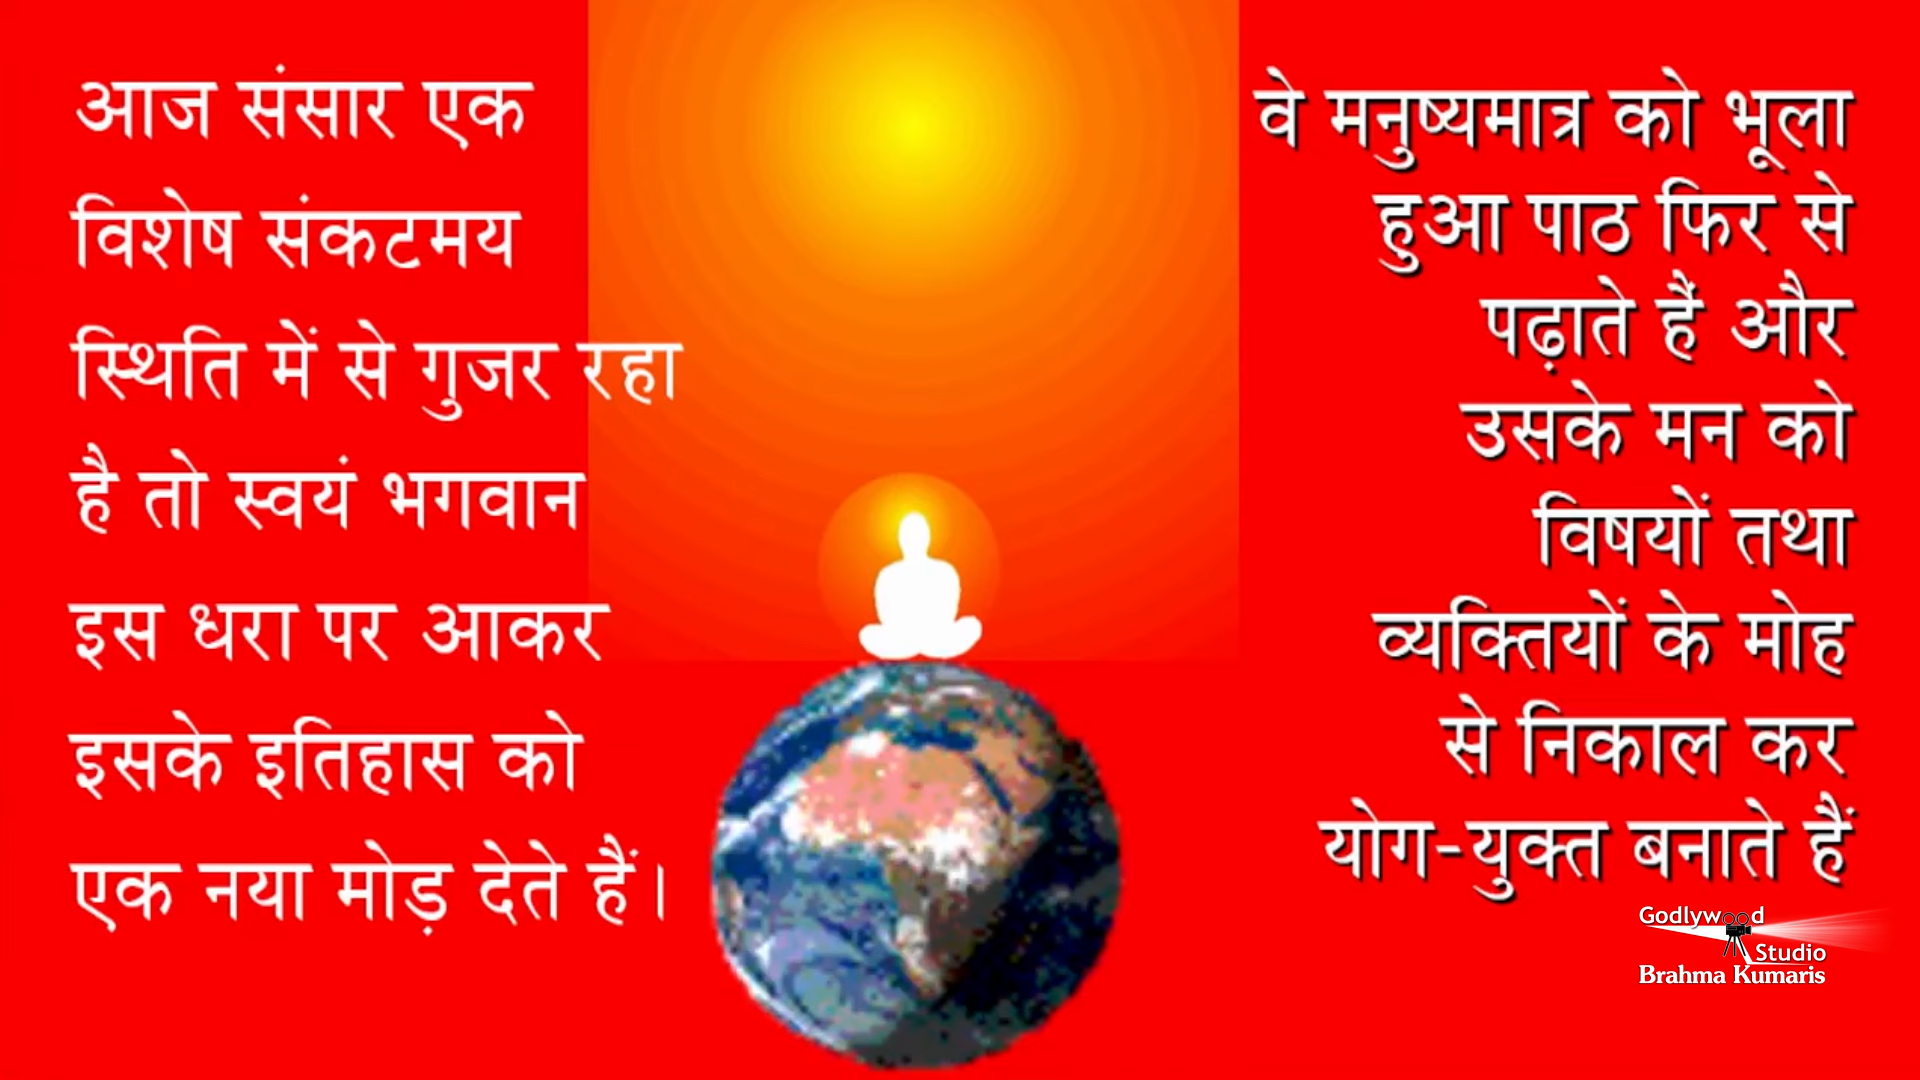 आज संसार एक
विशेष संकटमय
स्थिति में से गुजर रहा
है तो स्वयं भगवान
इस धरा पर आकर
इसके इतिहास को
एक नया मोड़ देते हैं।
वे मनुष्यमात्र को भूला
हुआ पाठ फिर से
पढ़ाते हैं और
उसके मन को
विषयों तथा
व्यक्तियों के मोह
से निकाल कर
योग-युक्त बनाते हैं
Godlywood
Studio
Brahma Kumaris